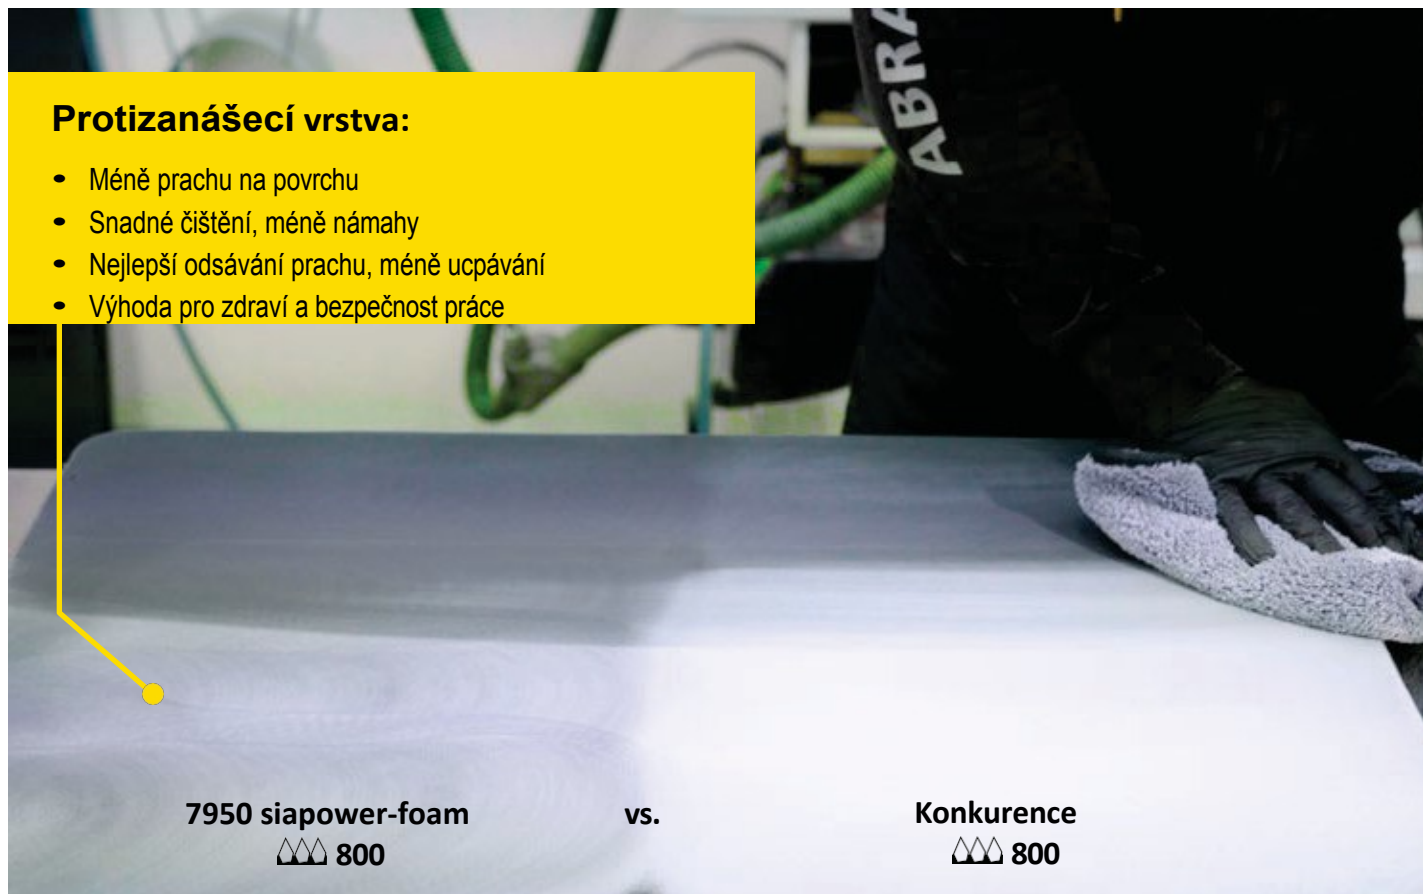 ABRA
Protizanášecí vrstva:
• Méně prachu na povrchu
• Snadné čištění, méně námahy
• Nejlepší odsávání prachu, méně ucpávání
• Výhoda pro zdraví a bezpečnost práce
7950 siapower-foam vs. Konkurence
800 800